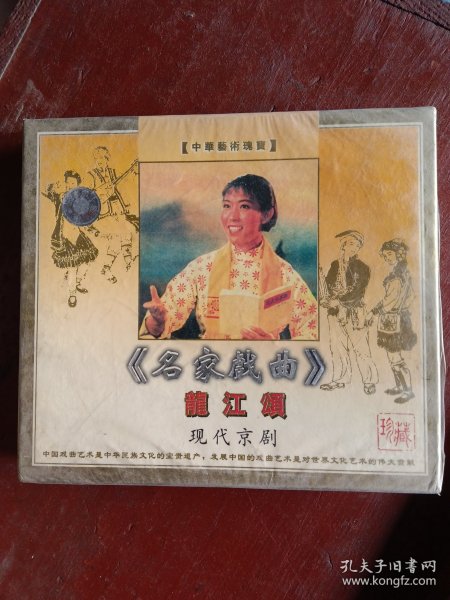 【中華藝術瑰寶】
《名家戲曲》
龍江頌
现代京剧
珍藏
中国戏曲艺术是中华民族文化的宝贵遗产，发展中国的戏曲艺术是对世界文化艺术的伟大贡献
孔夫子旧书网
www.kongfz.com